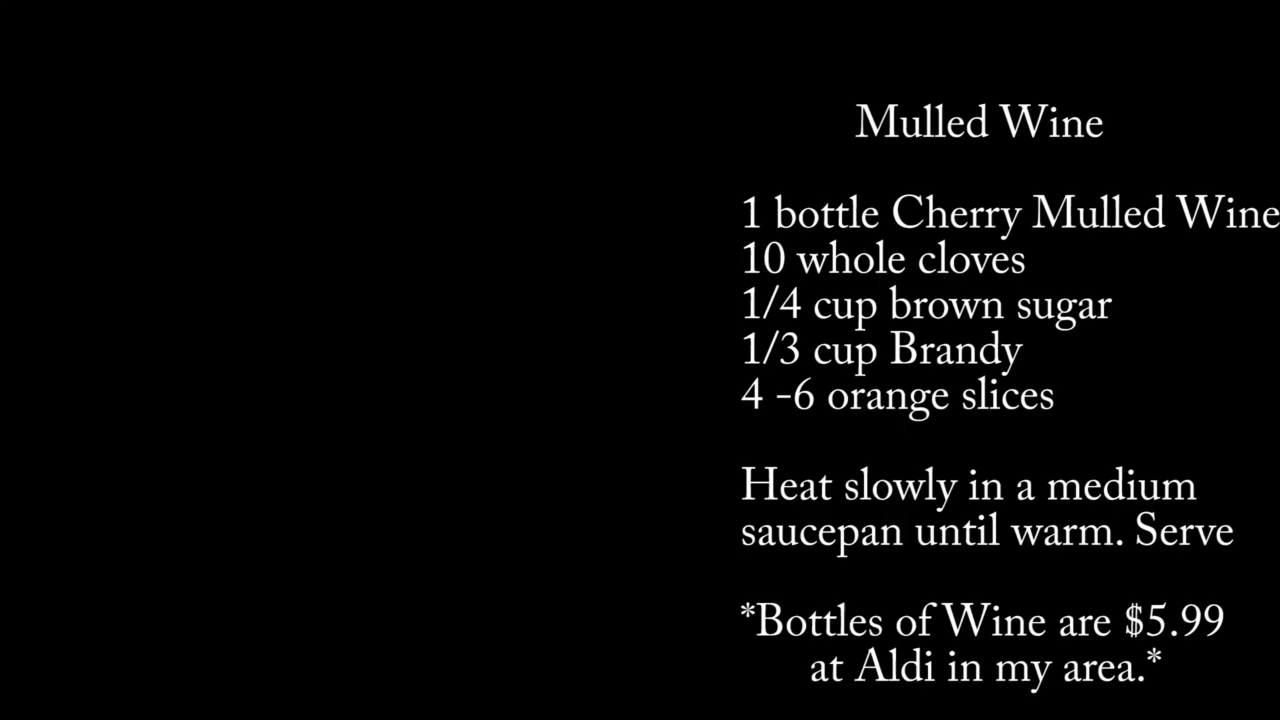 Mulled Wine
1 bottle Cherry Mulled Wine
10 whole cloves
1/4 cup brown sugar
1/3 cup Brandy
4 -6 orange slices
Heat slowly in a medium
saucepan until warm. Serve
*Bottles of Wine are $5.99
at Aldi in my area.*